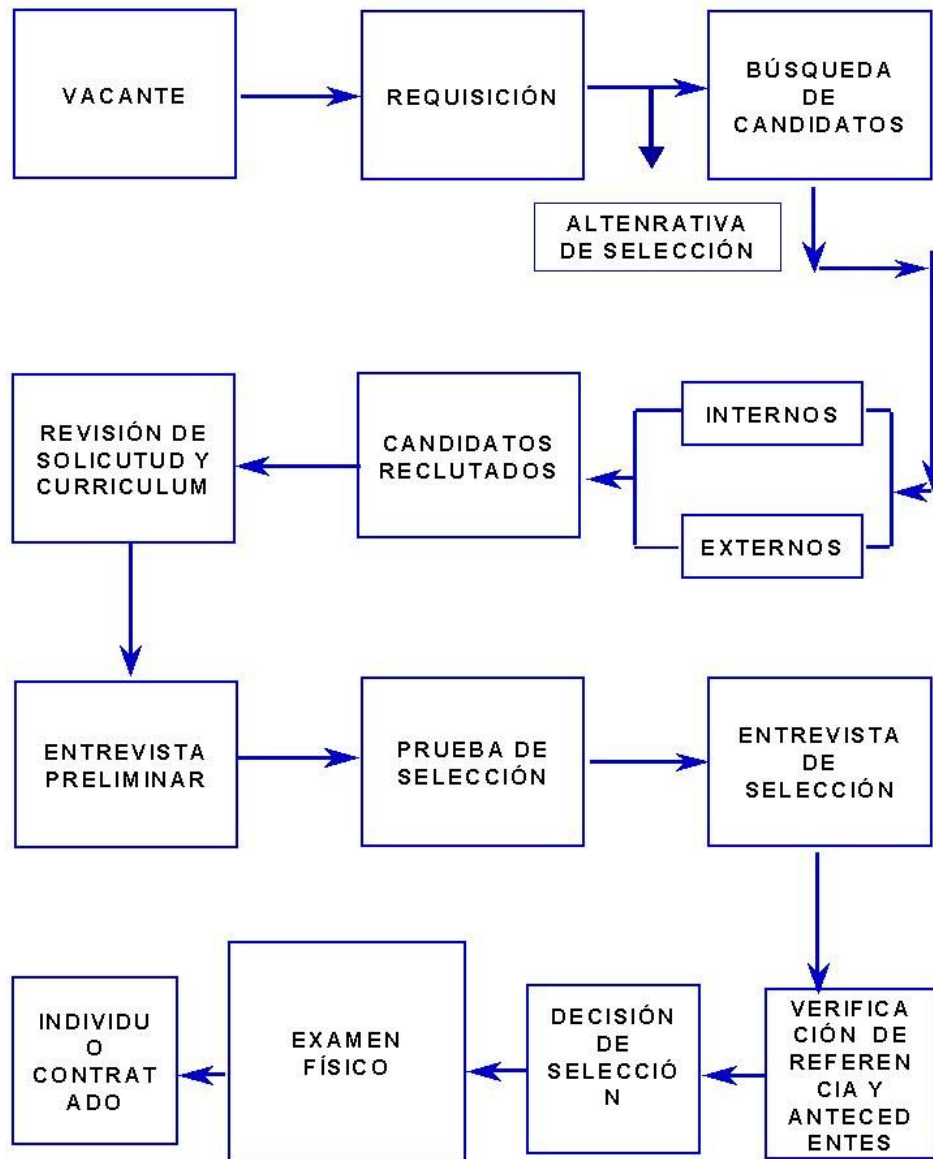 VACANTE
REQUISICIÓN
BÚSQUEDA
DE
CANDIDATOS
ALTENRATIVA
DE SELECCIÓN
REVISIÓN DE
SOLICUTUD Y
CURRICULUM
CANDIDATOS
RECLUTADOS
INTERNOS
EXTERNOS
ENTREVISTA
PRELIMINAR
PRUEBA DE
SELECCIÓN
ENTREVISTA
DE
SELECCIÓN
INDIVIDU
O
CONTRAT
ADO
EXAMEN
FÍSICO
DECISIÓN
DE
SELECCIÓ
N
VERIFICA
CIÓN DE
REFEREN
CIA Y
ANTECED
ENTES